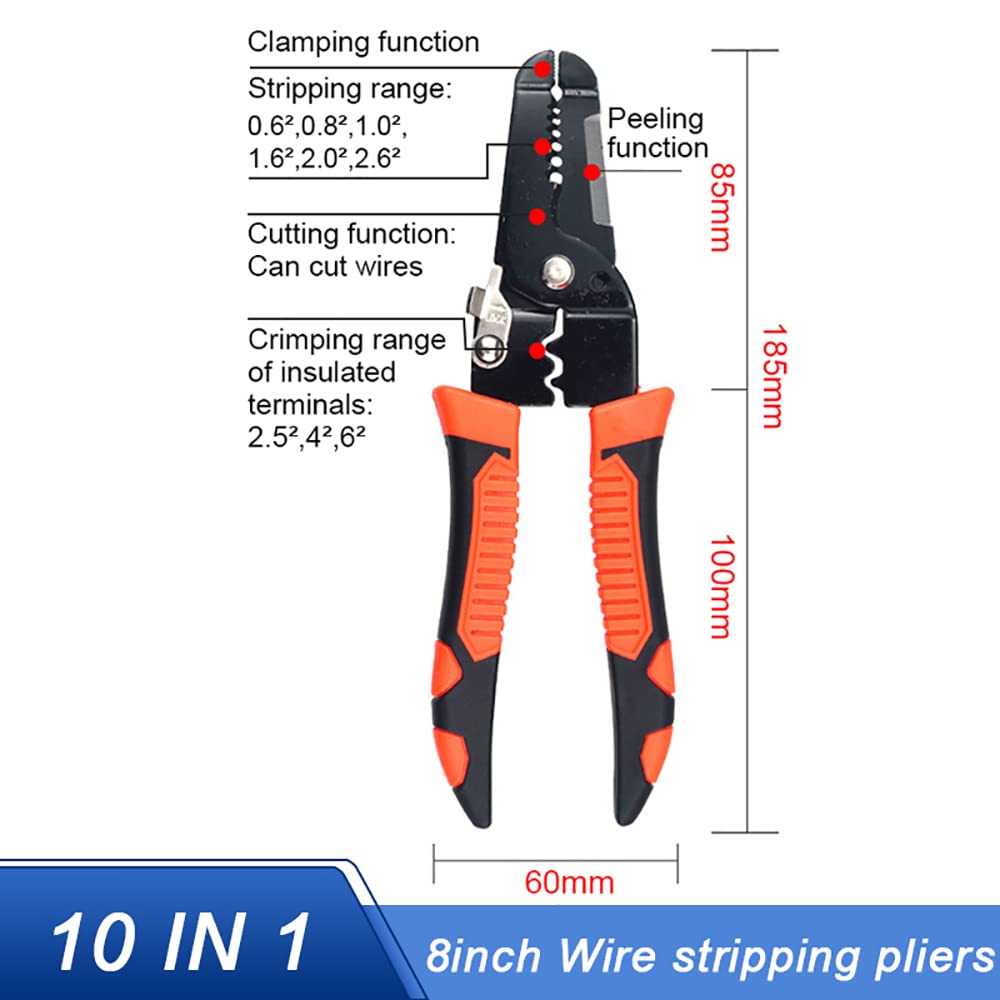 Clamping function
Stripping range:
0.6²,0.8²,1.0²,
1.6²,2.0²,2.6²
Peeling
function
Cutting function:
Can cut wires
Crimping range
of insulated
terminals:
2.5²,4²,6²
85mm
185mm
100mm
60mm
10 IN 1
8inch Wire stripping pliers